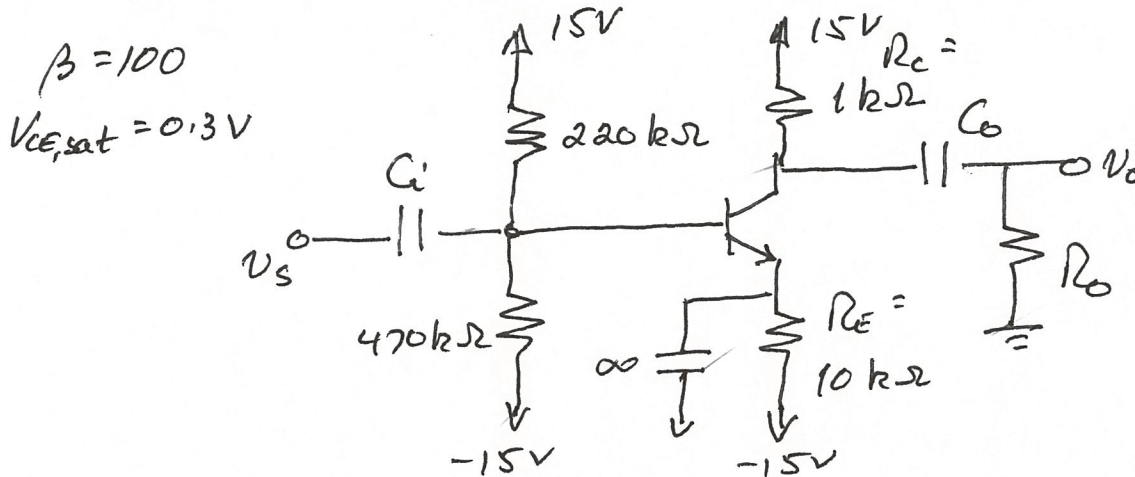 β = 100
V_CE,sat = 0.3 V
15V
220 kΩ
15V
R_C =
1 kΩ
C_i
C_o
v_s
v_o
470 kΩ
∞
R_E =
10 kΩ
R_o
-15V
-15V